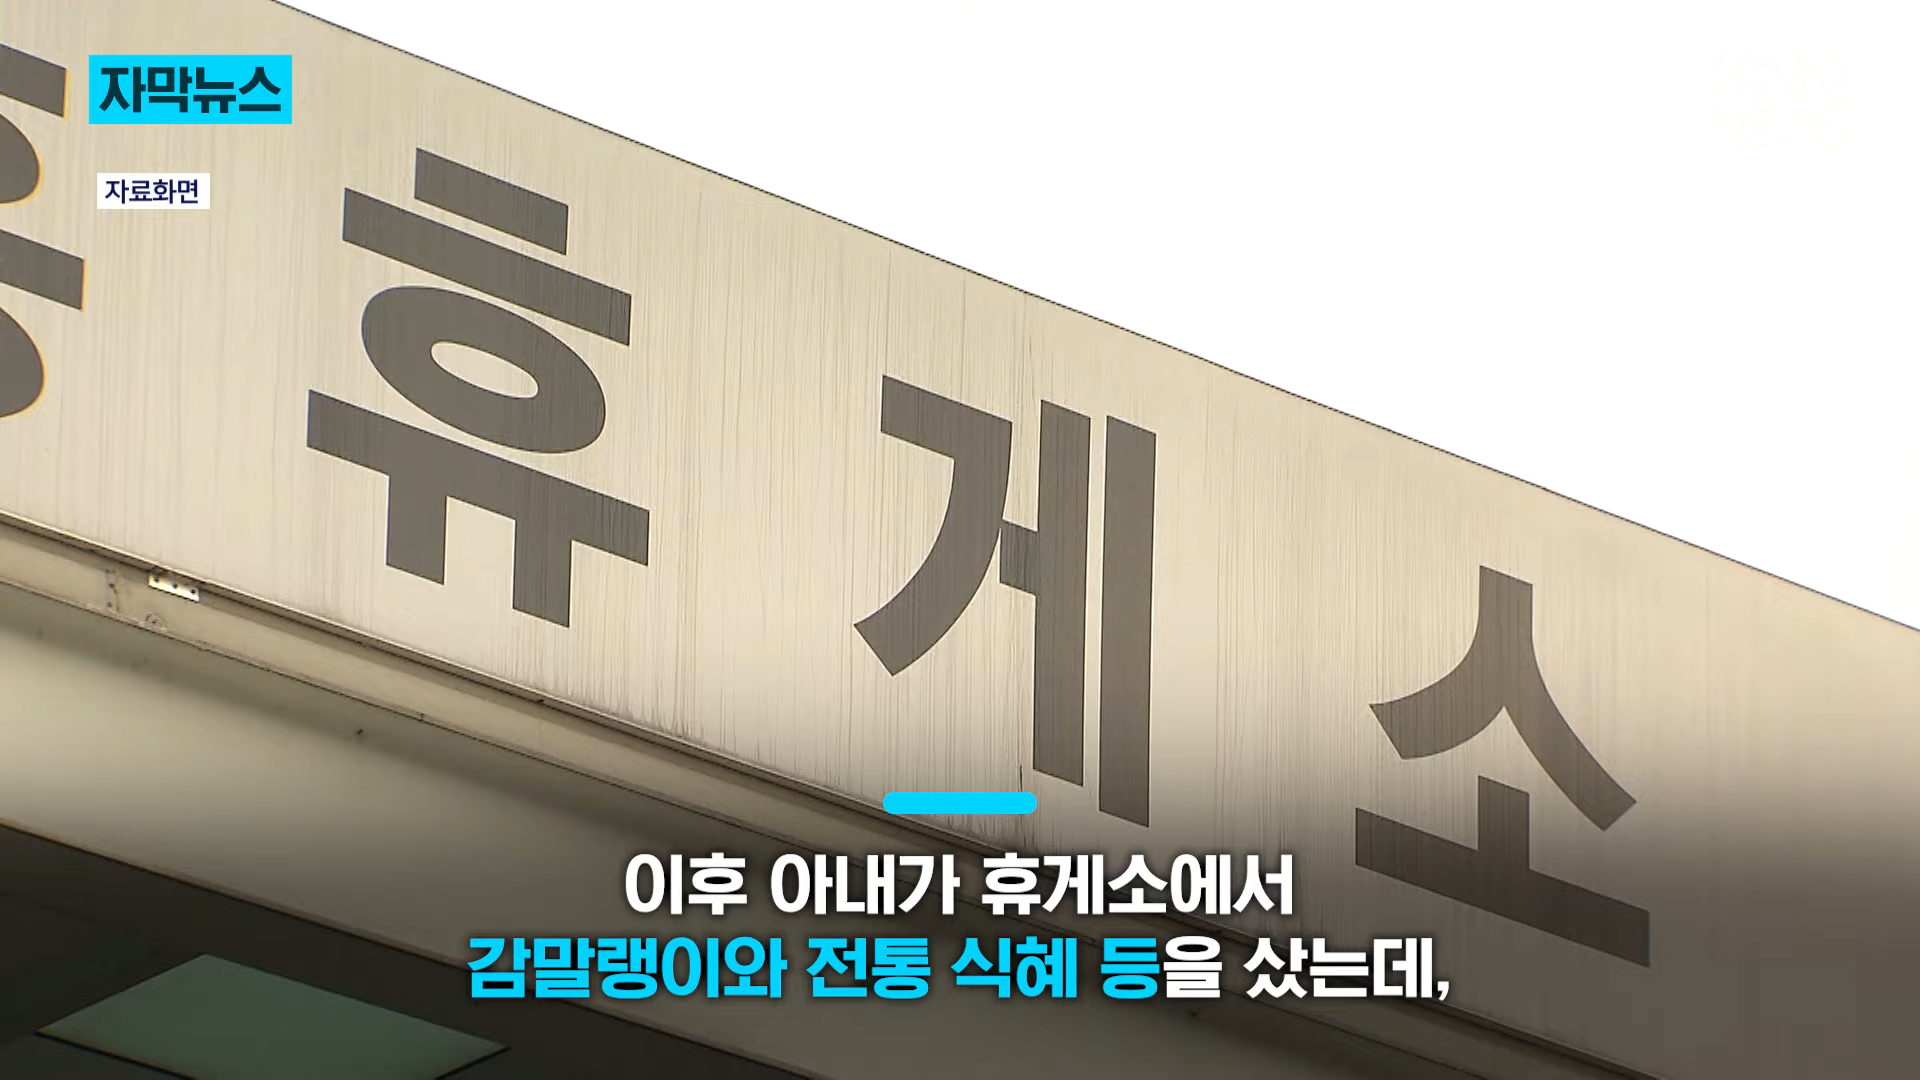 자막뉴스
자료화면
휴게소
이후 아내가 휴게소에서
감말랭이와 전통 식혜 등을 샀는데,